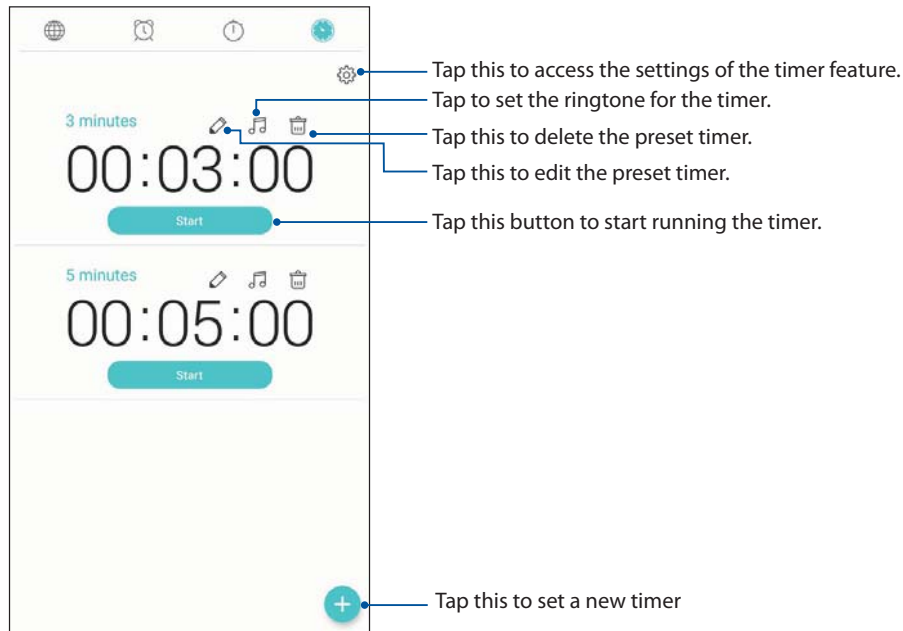 Tap this to access the settings of the timer feature.
Tap to set the ringtone for the timer.
3 minutes
Tap this to delete the preset timer.
00:03:00
Tap this to edit the preset timer.
Start
Tap this button to start running the timer.
5 minutes
00:05:00
Start
Tap this to set a new timer